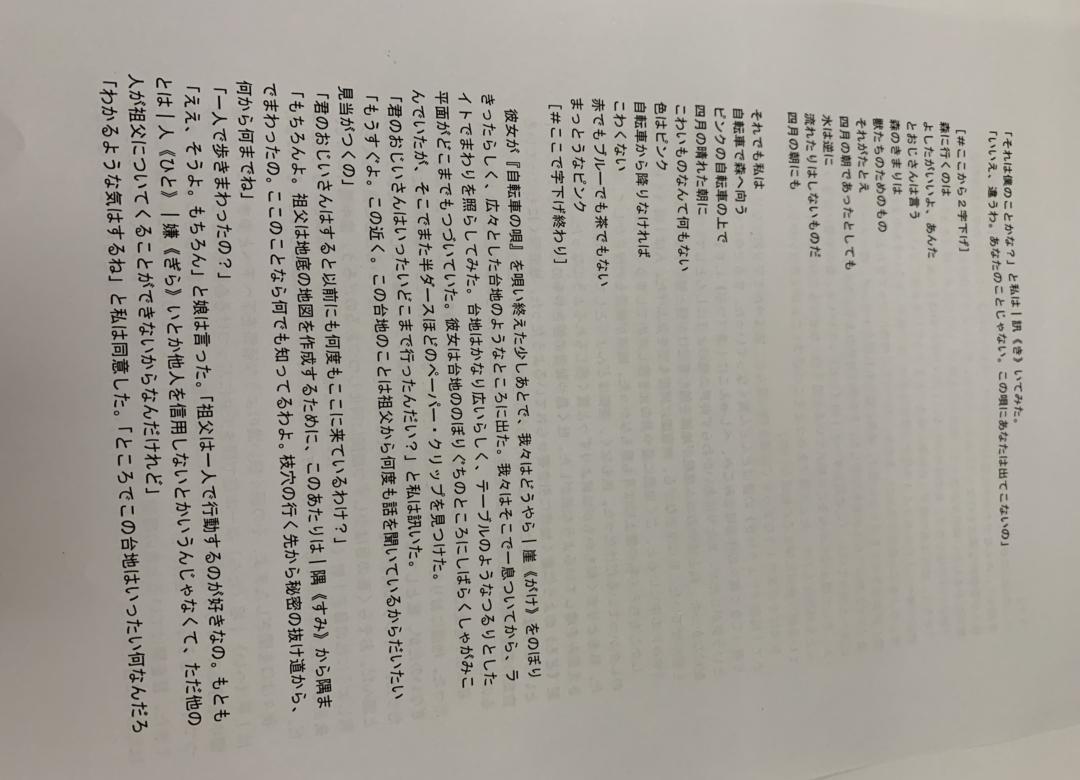 「それは僕のことかな?」と私は|訊《き》いてみた。
「いいえ、違うわ。あなたのことじゃない。この唄にあなたは出てこないの」
[#ここから2字下げ]
森に行くのは
よした方がいいよ、あんた
とおじさんは言う
森のきまりは
獣たちのためのもの
それがたとえ
四月の朝であったとしても
水は逆に
流れたりはしないものだ
四月の朝にも
それでも私は
自転車で森へ向う
ピンクの自転車の上で
四月の晴れた朝に
こわいものなんて何もない
色はピンク
自転車から降りなければ
こわくない
赤でもブルーでも茶でもない
まっとうなピンク
[#ここで字下げ終わり]
彼女が『自転車の唄』を唄い終えた少しあとで、我々はどうやら|崖《がけ》をのぼり
きったらしく、広々とした台地のようなところに出た。我々はそこで一息ついてから、ラ
イトでまわりを照らしてみた。台地はかなり広いらしく、テーブルのようなつるりとした
平面がどこまでもつづいていた。彼女は台地ののぼりぐちのところにしばらくしゃがみこ
んでいたが、そこでまた半ダースほどのペーパー・クリップを見つけた。
「君のおじいさんはいったいどこまで行ったんだい?」と私は訊いた。
「もうすぐよ。この近く。この台地のことは祖父から何度も話を聞いているからだいたい
見当がつくの」
「君のおじいさんはすると以前にも何度もここに来ているわけ?」
「もちろんよ。祖父は地底の地図を作成するために、このあたりは|隅《すみ》から隅ま
でまわったの。ここのことなら何でも知ってるわよ。枝穴の行く先から秘密の抜け道から、
何から何までね」
「一人で歩きまわったの?」
「ええ、そうよ。もちろん」と娘は言った。「祖父は一人で行動するのが好きなの。もとも
とは|人《ひと》|嫌《ぎら》いとか他人を信用しないとかいうんじゃなくて、ただ他の
人が祖父についてくることができないからなんだけれど」
「わかるような気はするね」と私は同意した。「ところでこの台地はいったい何なんだろ